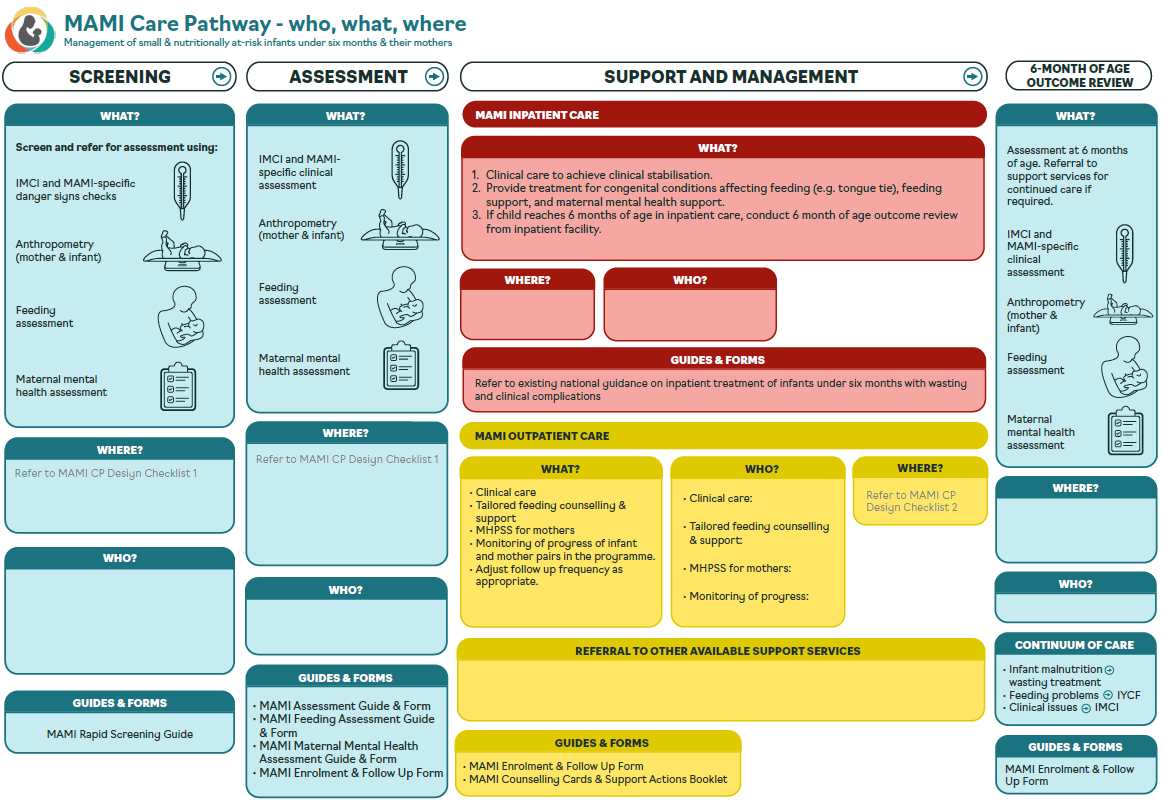 MAMI Care Pathway - who, what, where
Management of small & nutritionally at-risk infants under six months & their mothers
SCREENING
WHAT?
Screen and refer for assessment using:
IMCI and MAMI-specific
danger signs checks
Anthropometry
(mother & infant)
Feeding
assessment
Maternal mental
health assessment
WHERE?
Refer to MAMI CP Design Checklist 1
WHO?
GUIDES & FORMS
MAMI Rapid Screening Guide
ASSESSMENT
WHAT?
IMCI and MAMI-
specific clinical
assessment
Anthropometry
(mother & infant)
Feeding
assessment
Maternal mental
health assessment
WHERE?
Refer to MAMI CP Design Checklist 1
WHO?
GUIDES & FORMS
• MAMI Assessment Guide & Form
• MAMI Feeding Assessment Guide
& Form
• MAMI Maternal Mental Health
Assessment Guide & Form
• MAMI Enrolment & Follow Up Form
SUPPORT AND MANAGEMENT
MAMI INPATIENT CARE
WHAT?
1. Clinical care to achieve clinical stabilisation.
2. Provide treatment for congenital conditions affecting feeding (e.g. tongue tie), feeding
support, and maternal mental health support.
3. If child reaches 6 months of age in inpatient care, conduct 6 month of age outcome review
from inpatient facility.
WHERE?
WHO?
GUIDES & FORMS
Refer to existing national guidance on inpatient treatment of infants under six months with wasting
and clinical complications
MAMI OUTPATIENT CARE
WHAT?
• Clinical care
• Tailored feeding counselling &
support
• MHPSS for mothers
• Monitoring of progress of infant
and mother pairs in the programme.
• Adjust follow up frequency as
appropriate.
WHO?
• Clinical care:
• Tailored feeding counselling
& support:
• MHPSS for mothers:
• Monitoring of progress:
WHERE?
Refer to MAMI CP
Design Checklist 2
REFERRAL TO OTHER AVAILABLE SUPPORT SERVICES
GUIDES & FORMS
• MAMI Enrolment & Follow Up Form
• MAMI Counselling Cards & Support Actions Booklet
6-MONTH OF AGE
OUTCOME REVIEW
WHAT?
Assessment at 6 months
of age. Referral to
support services for
continued care if
required.
IMCI and
MAMI-specific
clinical
assessment
Anthropometry
(mother &
infant)
Feeding
assessment
Maternal
mental health
assessment
WHERE?
WHO?
CONTINUUM OF CARE
• Infant malnutrition →
wasting treatment
• Feeding problems → IYCF
• Clinical issues → IMCI
GUIDES & FORMS
MAMI Enrolment & Follow
Up Form